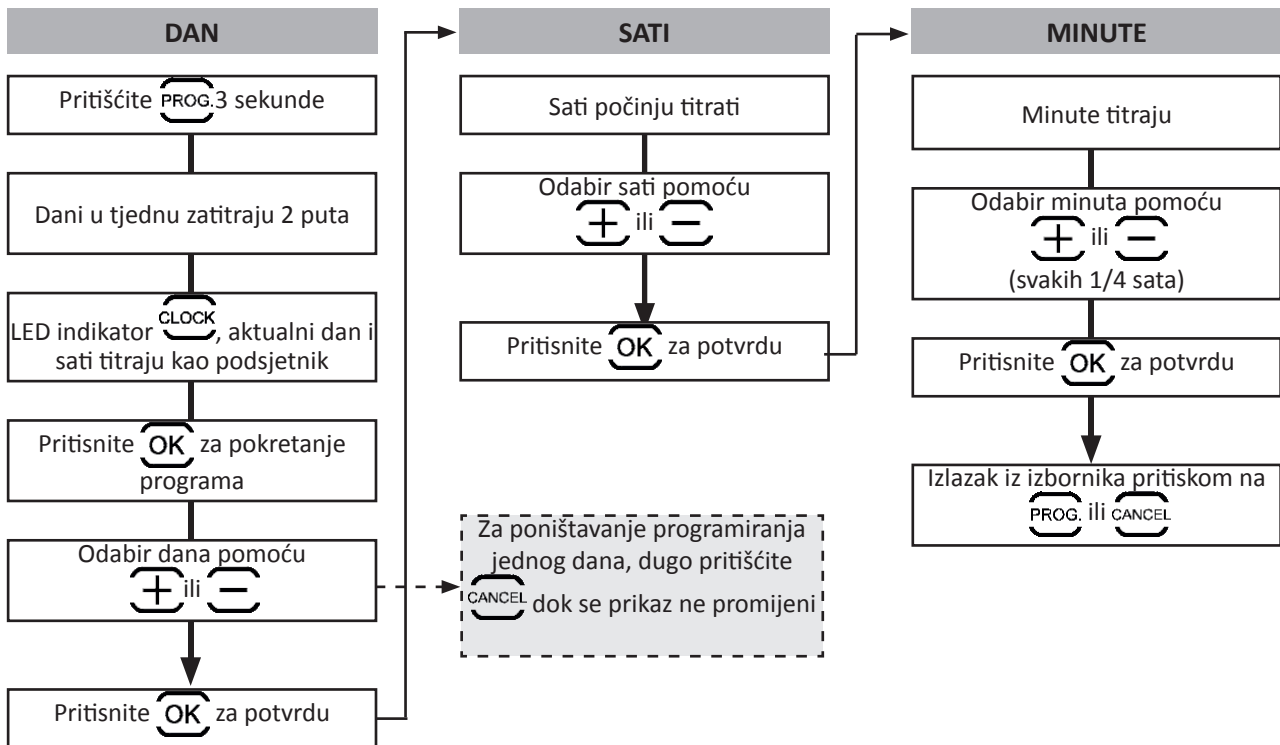 DAN
Pritišćite PROG. 3 sekunde
Dani u tjednu zatitraju 2 puta
LED indikator CLOCK, aktualni dan i
sati titraju kao podsjetnik
Pritisnite OK za pokretanje
programa
Odabir dana pomoću
+ ili −
Pritisnite OK za potvrdu
SATI
Sati počinju titrati
Odabir sati pomoću
+ ili −
Pritisnite OK za potvrdu
Za poništavanje programiranja
jednog dana, dugo pritišćite
CANCEL dok se prikaz ne promijeni
MINUTE
Minute titraju
Odabir minuta pomoću
+ ili −
(svakih 1/4 sata)
Pritisnite OK za potvrdu
Izlazak iz izbornika pritiskom na
PROG. ili CANCEL